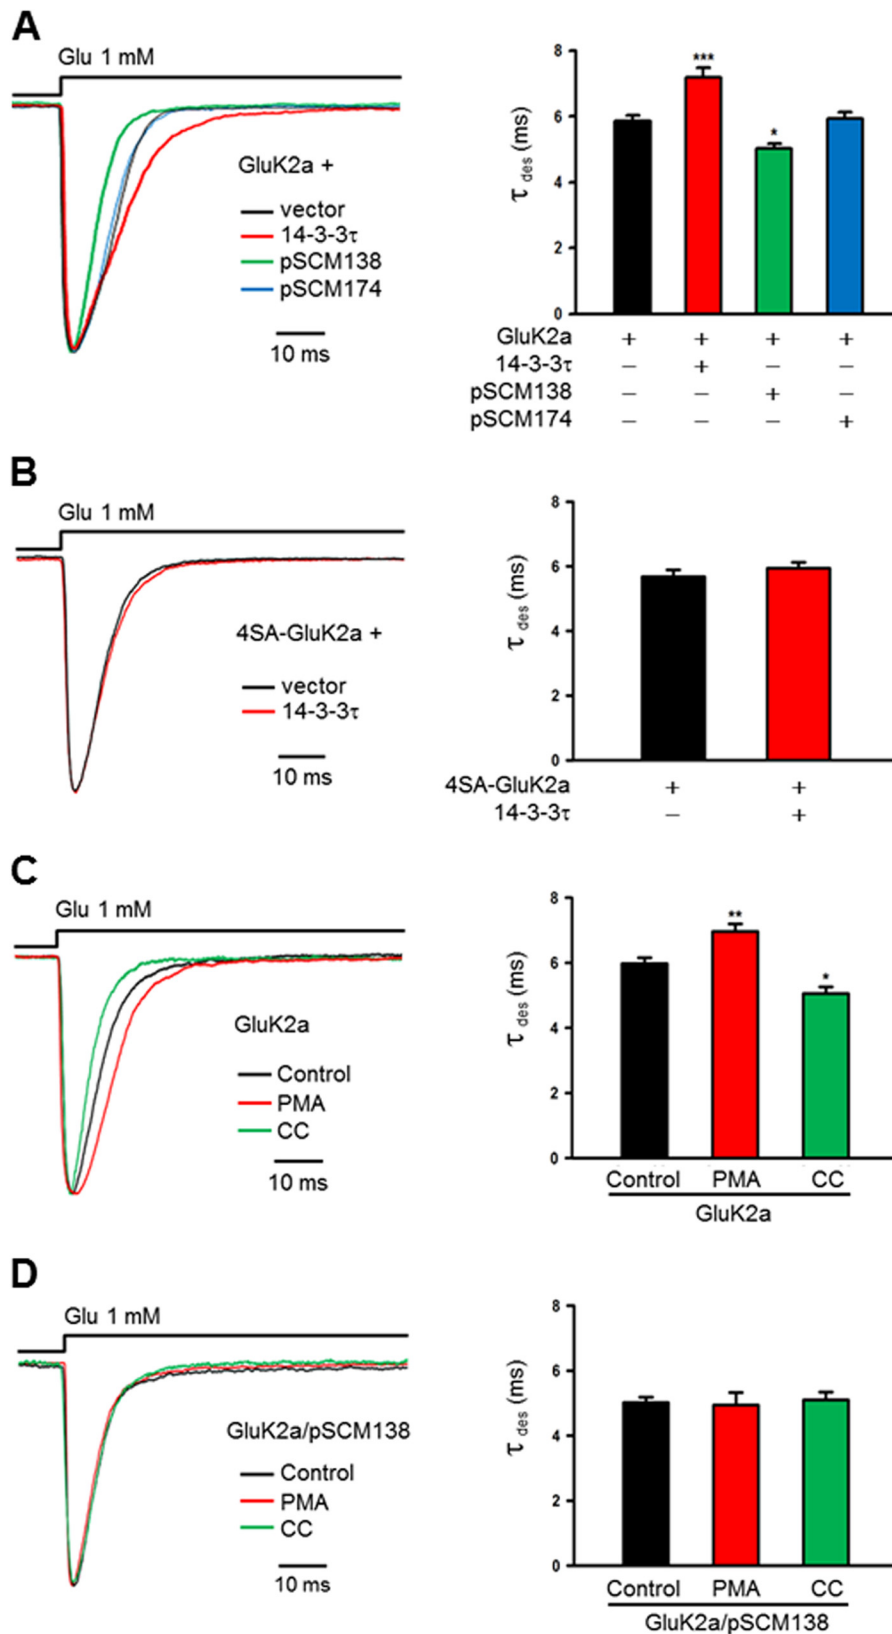 A
Glu 1 mM
GluK2a +
vector
14-3-3τ
pSCM138
pSCM174
10 ms
τ des (ms)
8
6
4
2
0
***
*
GluK2a + + + +
14-3-3τ – + – –
pSCM138 – – + –
pSCM174 – – – +
B
Glu 1 mM
4SA-GluK2a +
vector
14-3-3τ
10 ms
τ des (ms)
8
6
4
2
0
4SA-GluK2a + +
14-3-3τ – +
C
Glu 1 mM
GluK2a
Control
PMA
CC
10 ms
τ des (ms)
8
6
4
2
0
**
*
Control PMA CC
GluK2a
D
Glu 1 mM
GluK2a/pSCM138
Control
PMA
CC
10 ms
τ des (ms)
8
6
4
2
0
Control PMA CC
GluK2a/pSCM138